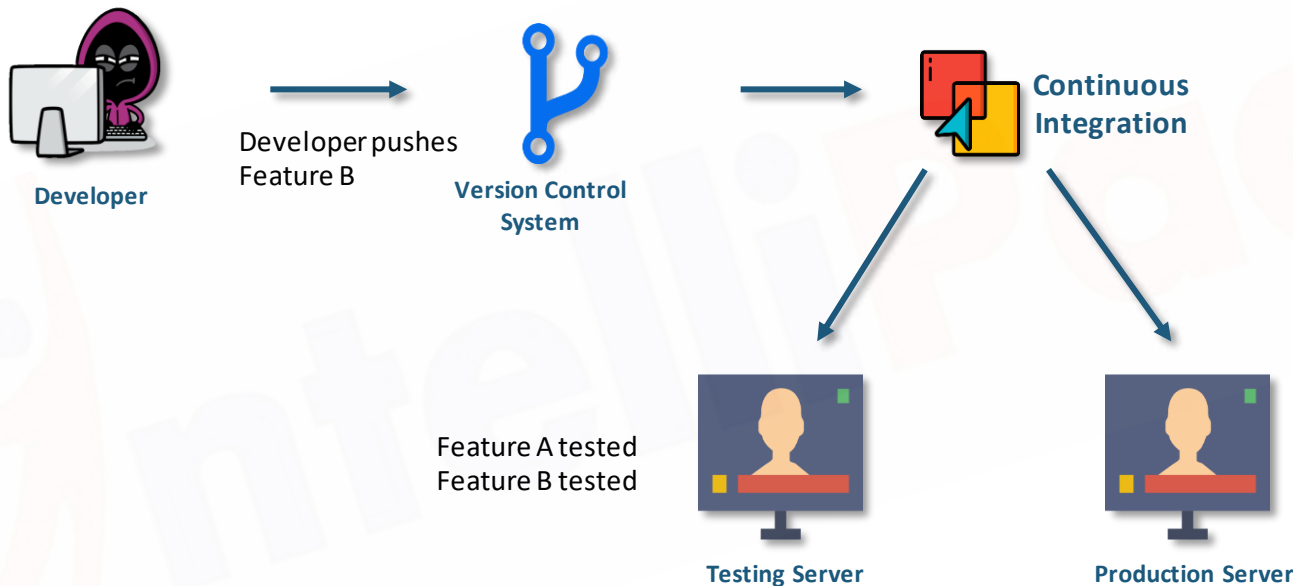 Developer
Developer pushes
Feature B
Version Control
System
Continuous
Integration
Feature A tested
Feature B tested
Testing Server
Production Server